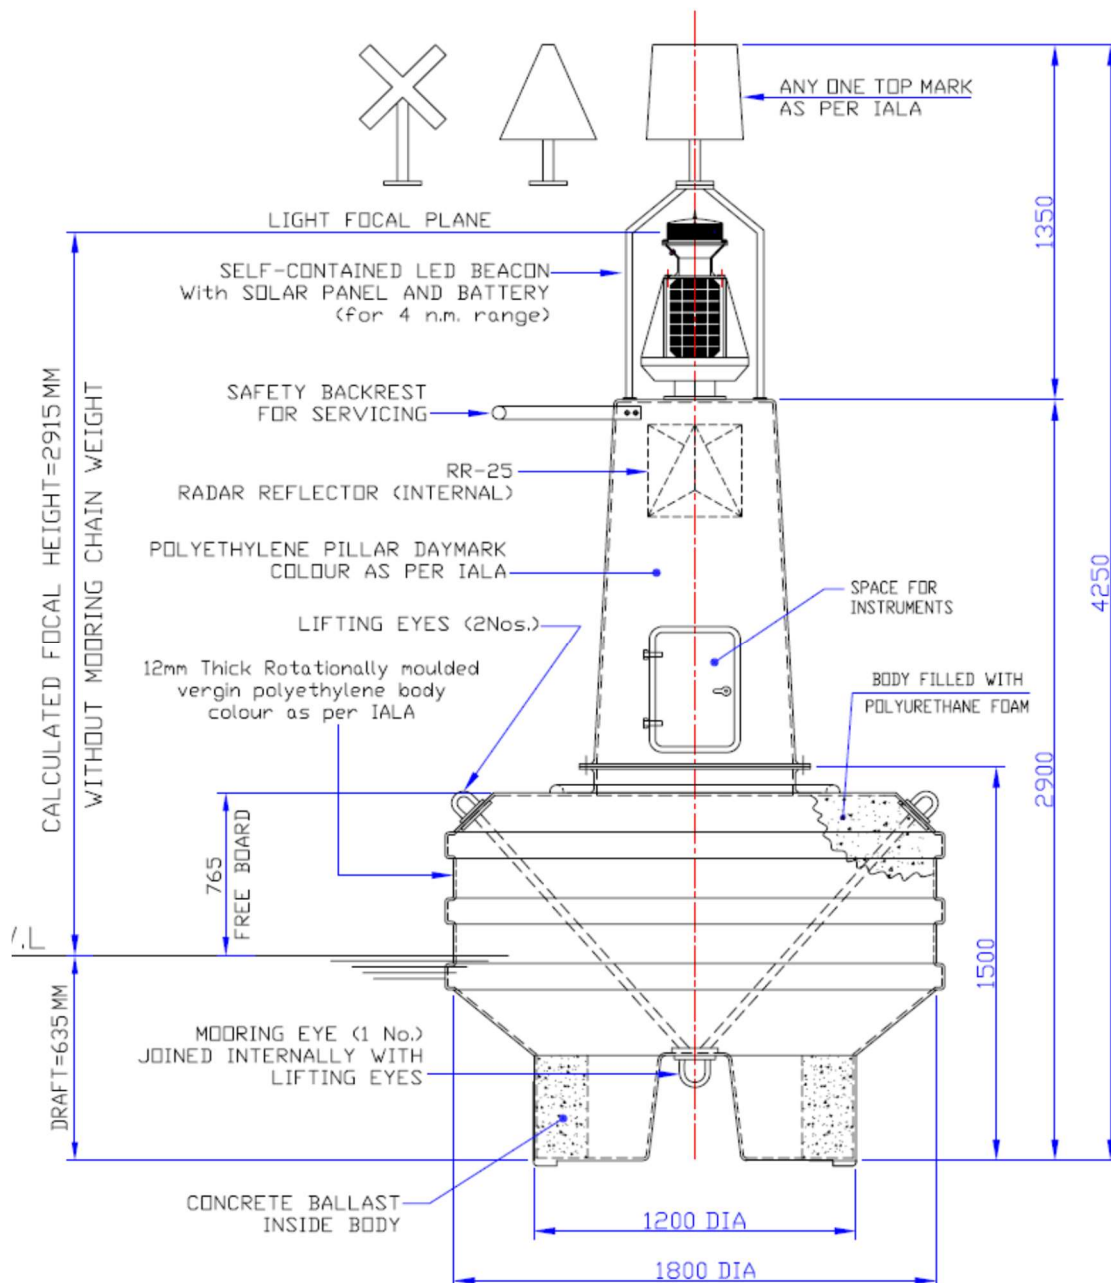 ANY ONE TOP MARK
AS PER IALA
LIGHT FOCAL PLANE
SELF-CONTAINED LED BEACON
With SOLAR PANEL AND BATTERY
(for 4 n.m. range)
1350
SAFETY BACKREST
FOR SERVICING
RR-25
RADAR REFLECTOR (INTERNAL)
POLYETHYLENE PILLAR DAYMARK
COLOUR AS PER IALA
SPACE FOR
INSTRUMENTS
LIFTING EYES (2Nos.)
12mm Thick Rotationally moulded
vergin polyethylene body
colour as per IALA
BODY FILLED WITH
POLYURETHANE FOAM
CALCULATED FOCAL HEIGHT=2915 MM
WITHOUT MOORING CHAIN WEIGHT
4250
2900
765
FREE BOARD
.L
1500
DRAFT=635 MM
MOORING EYE (1 No.)
JOINED INTERNALLY WITH
LIFTING EYES
CONCRETE BALLAST
INSIDE BODY
1200 DIA
1800 DIA